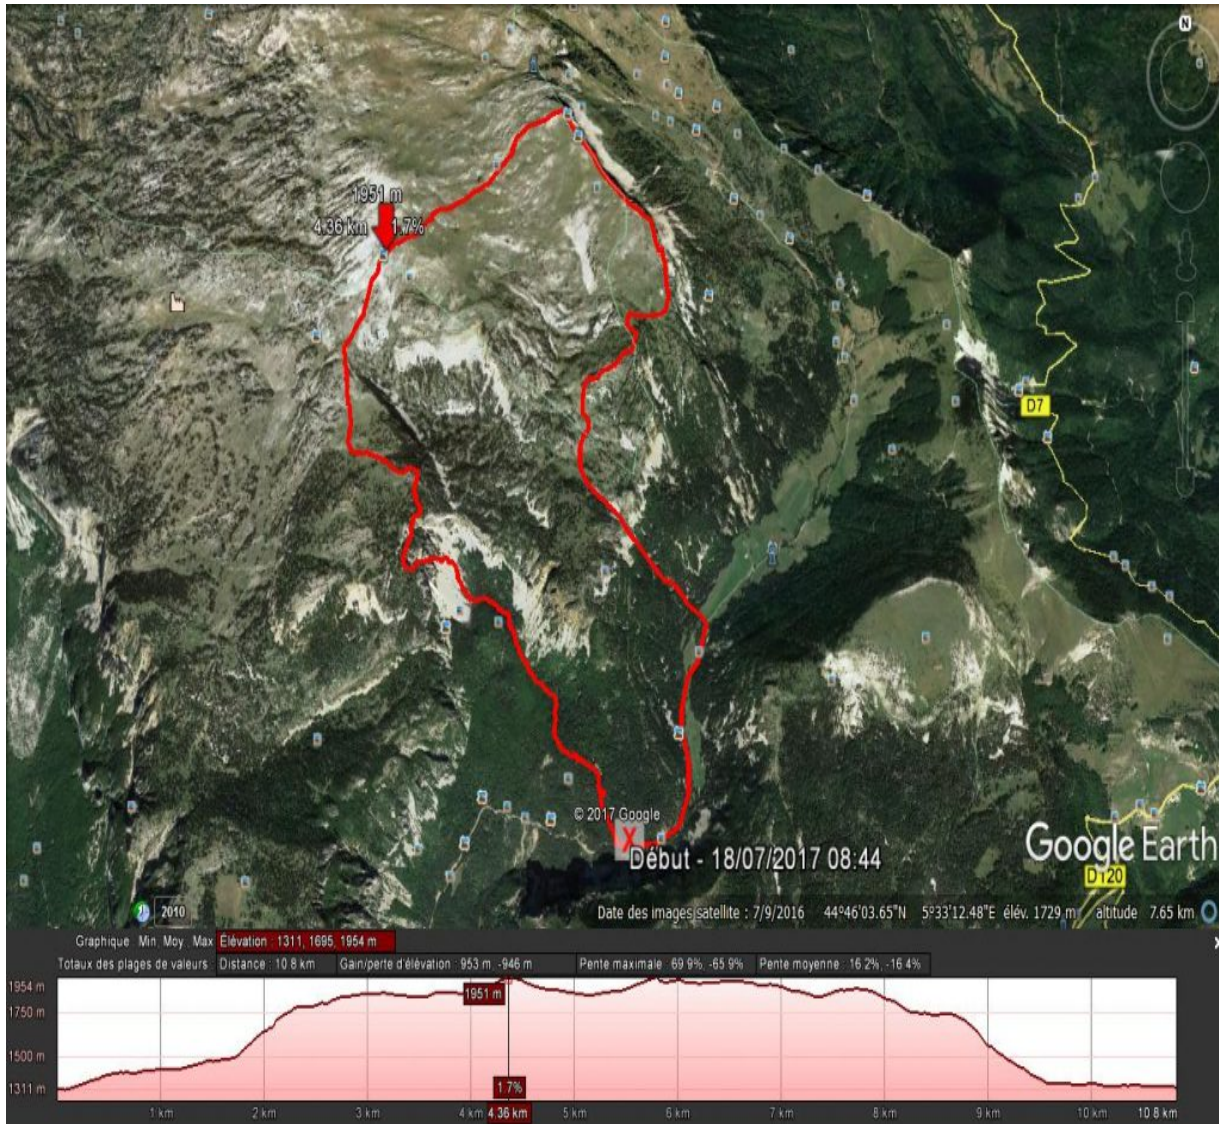 N
1951 m
4.36 km 1.7%
D7
© 2017 Google
Début - 18/07/2017 08:44
Google Earth
D120
2010
Date des images satellite : 7/9/2016 44°46'03.65"N 5°33'12.48"E élév. 1729 m altitude 7.65 km
Graphique Min, Moy, Max Élévation : 1311, 1695, 1954 m
Totaux des plages de valeurs : Distance : 10.8 km Gain/perte d'élévation : 953 m, -946 m Pente maximale : 69.9%, -65.9% Pente moyenne : 16.2%, -16.4%
1954 m
1951 m
1750 m
1500 m
1311 m
1.7%
1 km 2 km 3 km 4 km 4.36 km 5 km 6 km 7 km 8 km 9 km 10 km 10.8 km